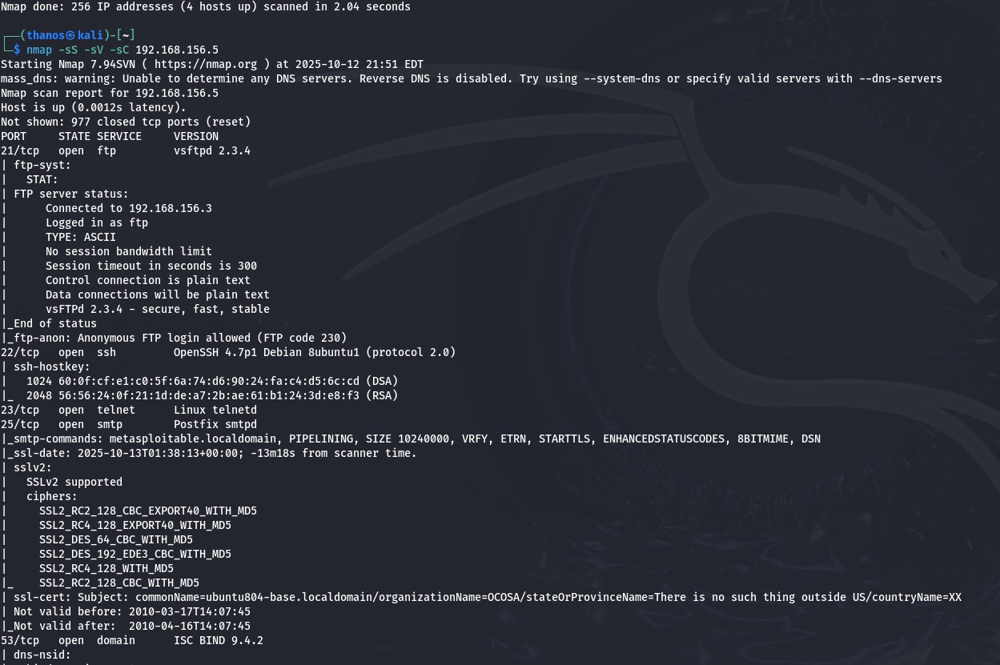 Nmap done: 256 IP addresses (4 hosts up) scanned in 2.04 seconds
┌──(thanos㉿kali)-[~]
└─$ nmap -sS -sV -sC 192.168.156.5
Starting Nmap 7.94SVN ( https://nmap.org ) at 2025-10-12 21:51 EDT
mass_dns: warning: Unable to determine any DNS servers. Reverse DNS is disabled. Try using --system-dns or specify valid servers with --dns-servers
Nmap scan report for 192.168.156.5
Host is up (0.0012s latency).
Not shown: 977 closed tcp ports (reset)
PORT     STATE SERVICE     VERSION
21/tcp   open  ftp         vsftpd 2.3.4
| ftp-syst:
|   STAT:
| FTP server status:
|      Connected to 192.168.156.3
|      Logged in as ftp
|      TYPE: ASCII
|      No session bandwidth limit
|      Session timeout in seconds is 300
|      Control connection is plain text
|      Data connections will be plain text
|      vsFTPd 2.3.4 - secure, fast, stable
|_End of status
|_ftp-anon: Anonymous FTP login allowed (FTP code 230)
22/tcp   open  ssh         OpenSSH 4.7p1 Debian 8ubuntu1 (protocol 2.0)
| ssh-hostkey:
|   1024 60:0f:cf:e1:c0:5f:6a:74:d6:90:24:fa:c4:d5:6c:cd (DSA)
|_  2048 56:56:24:0f:21:1d:de:a7:2b:ae:61:b1:24:3d:e8:f3 (RSA)
23/tcp   open  telnet      Linux telnetd
25/tcp   open  smtp        Postfix smtpd
|_smtp-commands: metasploitable.localdomain, PIPELINING, SIZE 10240000, VRFY, ETRN, STARTTLS, ENHANCEDSTATUSCODES, 8BITMIME, DSN
|_ssl-date: 2025-10-13T01:38:13+00:00; -13m18s from scanner time.
| sslv2:
|   SSLv2 supported
|   ciphers:
|     SSL2_RC2_128_CBC_EXPORT40_WITH_MD5
|     SSL2_RC4_128_EXPORT40_WITH_MD5
|     SSL2_DES_64_CBC_WITH_MD5
|     SSL2_DES_192_EDE3_CBC_WITH_MD5
|     SSL2_RC4_128_WITH_MD5
|_    SSL2_RC2_128_CBC_WITH_MD5
| ssl-cert: Subject: commonName=ubuntu804-base.localdomain/organizationName=OCOSA/stateOrProvinceName=There is no such thing outside US/countryName=XX
| Not valid before: 2010-03-17T14:07:45
|_Not valid after:  2010-04-16T14:07:45
53/tcp   open  domain      ISC BIND 9.4.2
| dns-nsid: